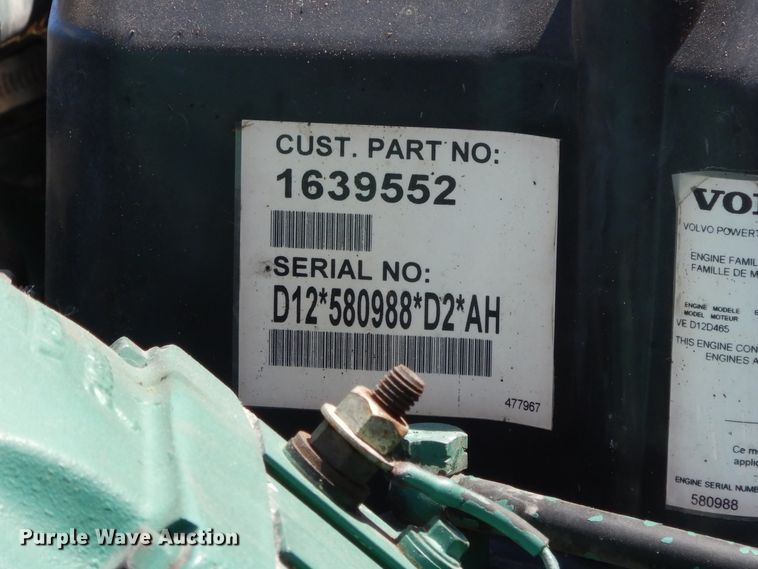 CUST. PART NO:
1639552
SERIAL NO:
D12*580988*D2*AH
477967
VOLVO POWERT
ENGINE FAMIL
FAMILLE DE M
ENGINE MODELE
MODEL MOTEUR
VE D12D465
THIS ENGINE CON
ENGINES A
Ce mo
applic
ENGINE SERIAL NUMB
580988
Purple Wave Auction